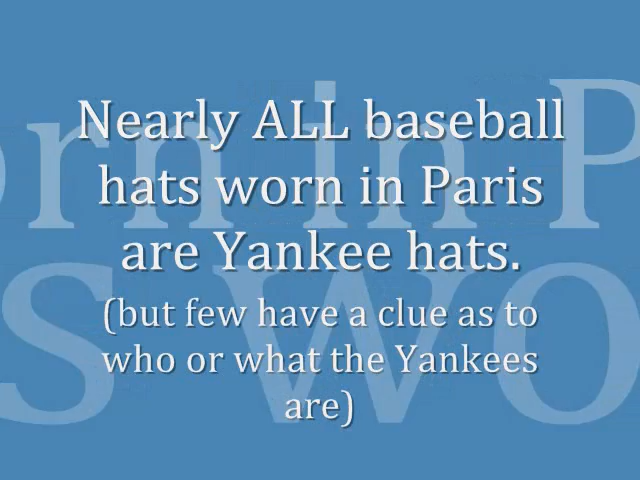 Nearly ALL baseball
hats worn in Paris
are Yankee hats.
(but few have a clue as to
who or what the Yankees
are)